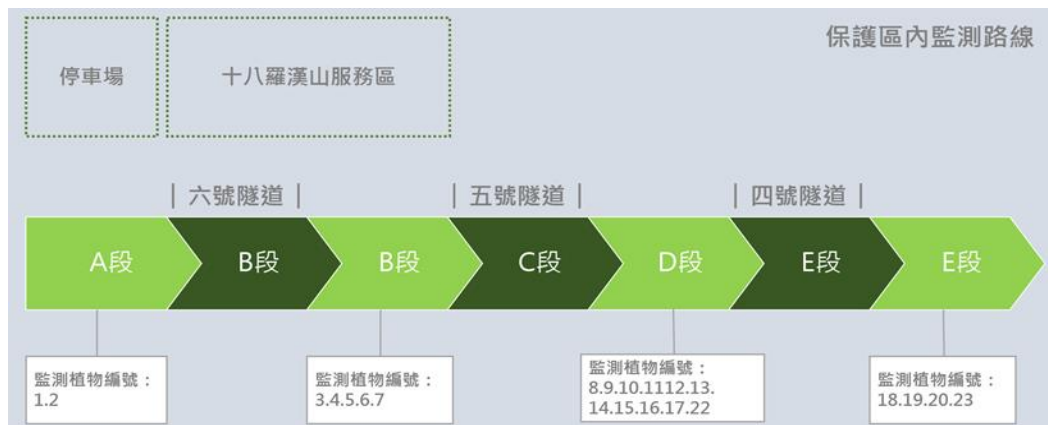 保護區內監測路線
停車場
十八羅漢山服務區
| 六號隧道 |
| 五號隧道 |
| 四號隧道 |
A段
B段
B段
C段
D段
E段
E段
監測植物編號：
1.2
監測植物編號：
3.4.5.6.7
監測植物編號：
8.9.10.1112.13.
14.15.16.17.22
監測植物編號：
18.19.20.23